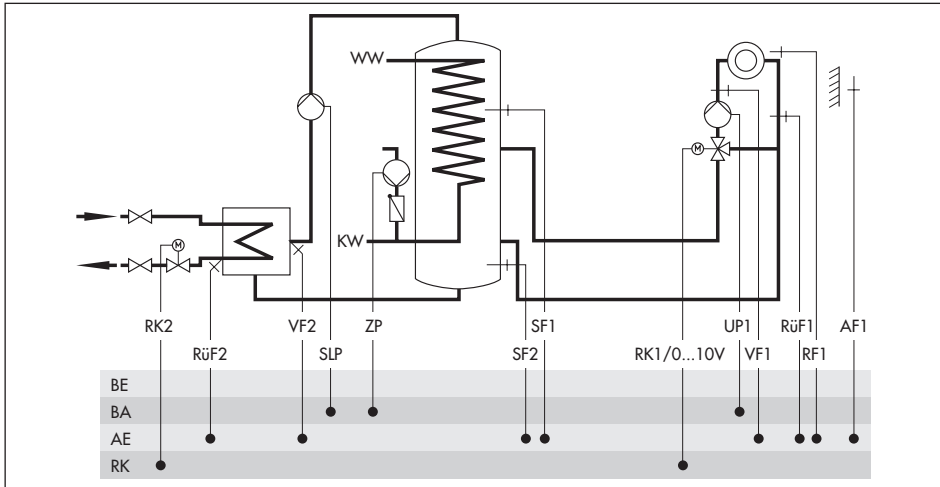 WW
M
KW
M
RK2
VF2
ZP
SF1
UP1
RüF1
AF1
RüF2
SLP
SF2
RK1/0...10V
VF1
RF1
BE
BA
AE
RK